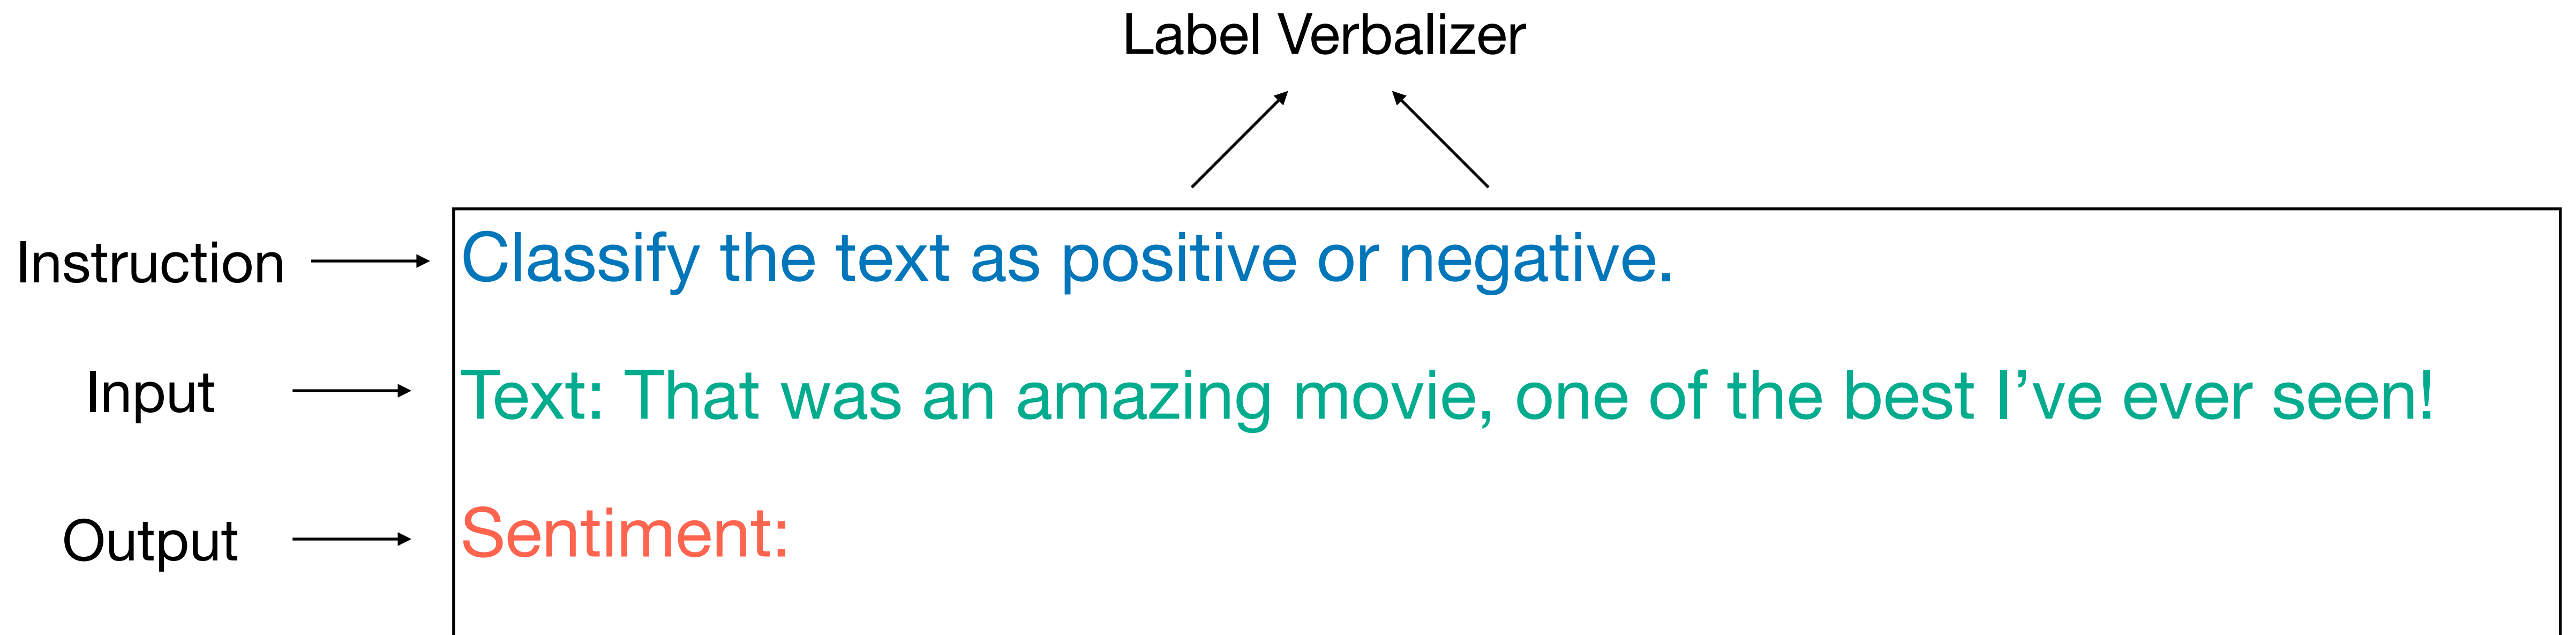 Label Verbalizer
Instruction
Classify the text as positive or negative.
Input
Text: That was an amazing movie, one of the best I’ve ever seen!
Output
Sentiment: